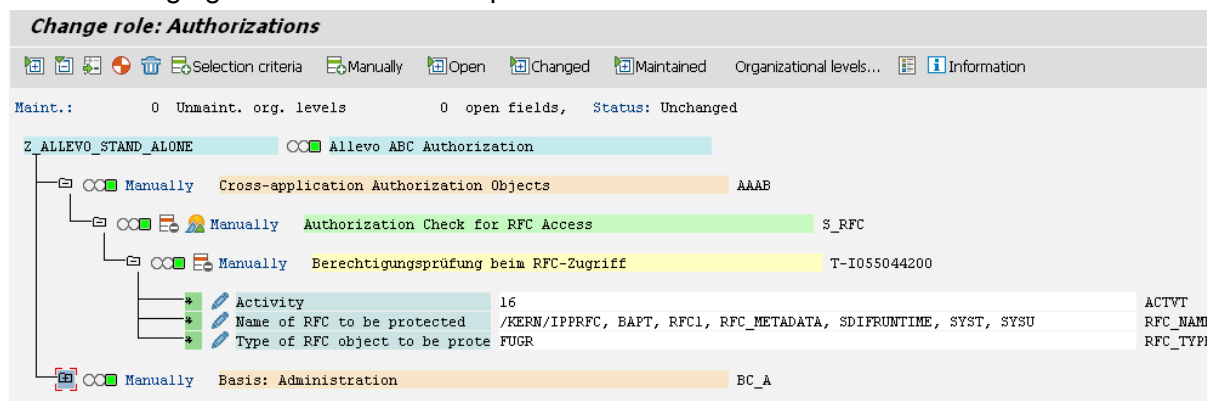 Change role: Authorizations
Selection criteria Manually Open Changed Maintained Organizational levels... Information
Maint.: 0 Unmaint. org. levels 0 open fields, Status: Unchanged
Z_ALLEVO_STAND_ALONE Allevo ABC Authorization
Manually Cross-application Authorization Objects AAAB
Manually Authorization Check for RFC Access S_RFC
Manually Berechtigungsprüfung beim RFC-Zugriff T-I055044200
* Activity 16 ACTVT
* Name of RFC to be protected /KERN/IPPRFC, BAPT, RFC1, RFC_METADATA, SDIFRUNTIME, SYST, SYSU RFC_NAM
* Type of RFC object to be prote FUGR RFC_TYP
Manually Basis: Administration BC_A